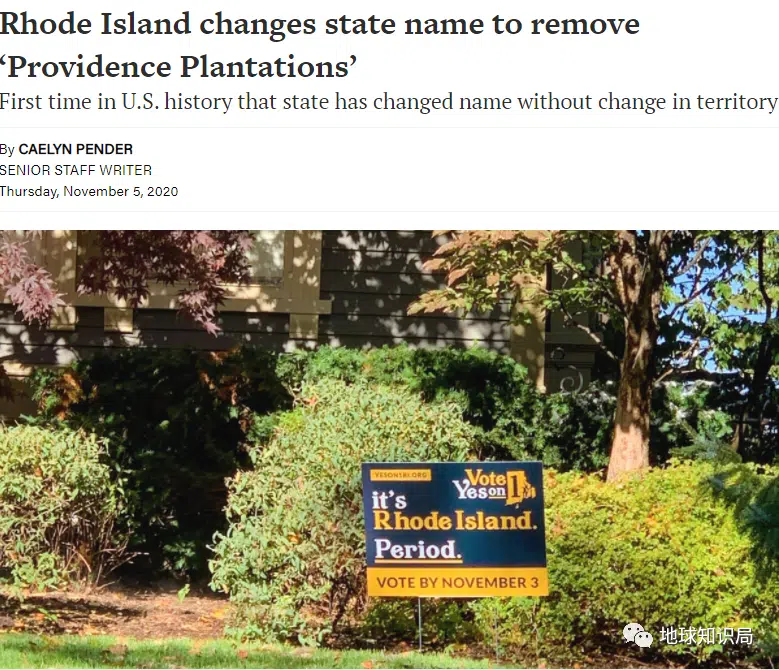 Rhode Island changes state name to remove
‘Providence Plantations’
First time in U.S. history that state has changed name without change in territory
By CAELYN PENDER
SENIOR STAFF WRITER
Thursday, November 5, 2020
YESON1RI.ORG
Vote
Yes on 1
it's
Rhode Island.
Period.
VOTE BY NOVEMBER 3
地球知识局